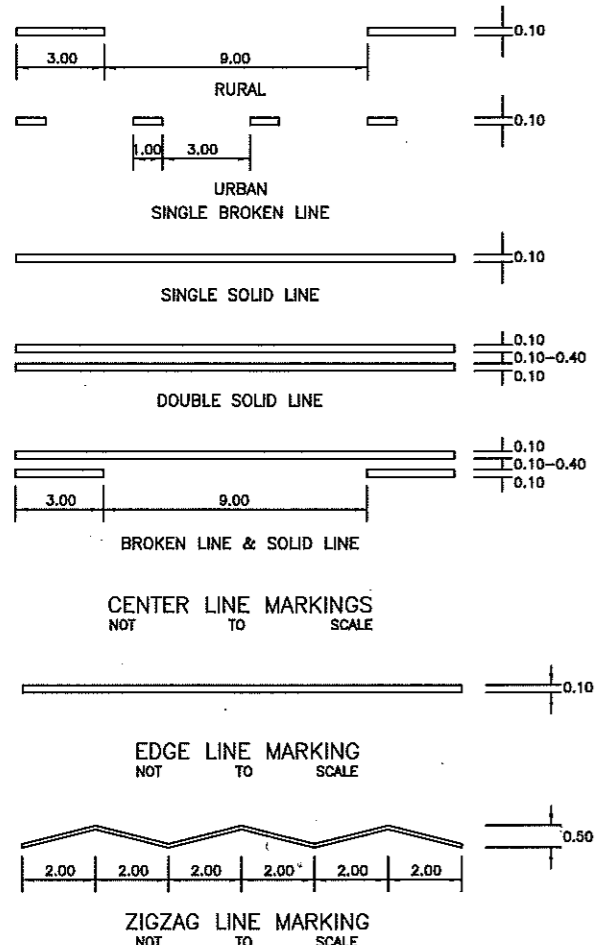 0.10
3.00 9.00
RURAL
0.10
1.00 3.00
URBAN
SINGLE BROKEN LINE
0.10
SINGLE SOLID LINE
0.10
0.10-0.40
0.10
DOUBLE SOLID LINE
0.10
0.10-0.40
0.10
3.00 9.00
BROKEN LINE & SOLID LINE
CENTER LINE MARKINGS
NOT TO SCALE
0.10
EDGE LINE MARKING
NOT TO SCALE
0.50
2.00 2.00 2.00 2.00 2.00 2.00
ZIGZAG LINE MARKING
NOT TO SCALE